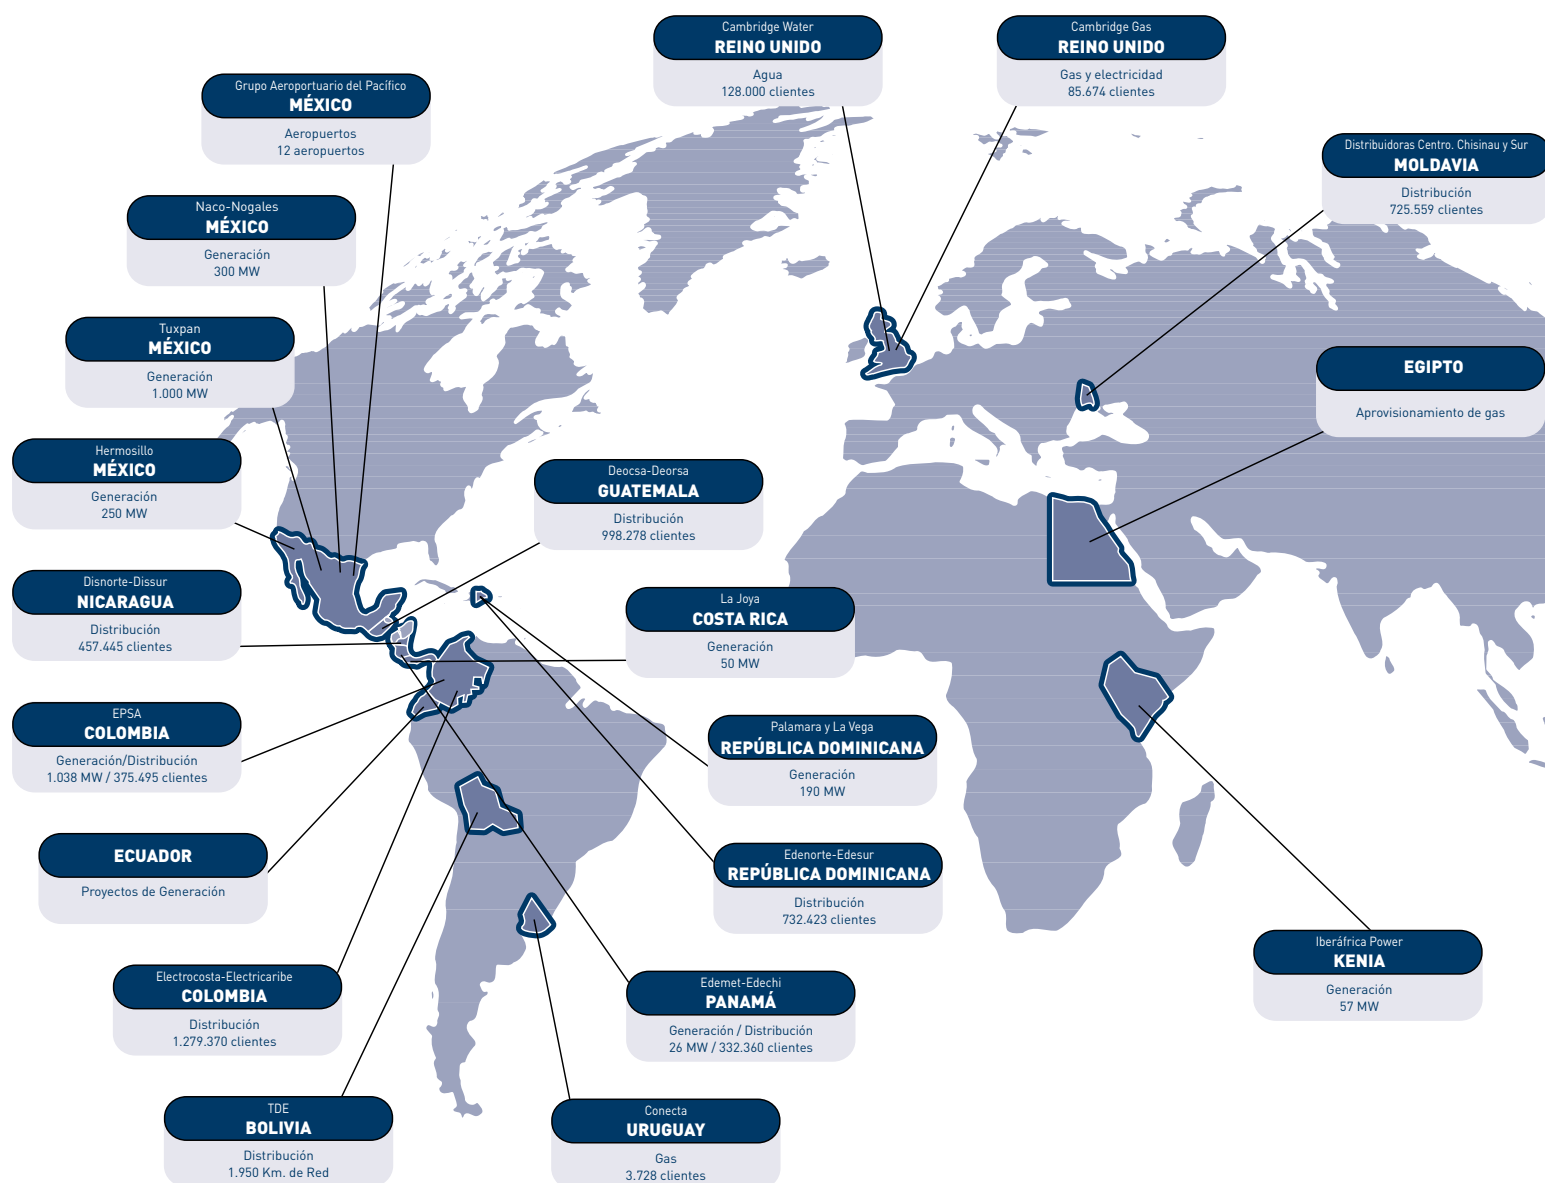 Cambridge Water
REINO UNIDO
Agua
128.000 clientes
Cambridge Gas
REINO UNIDO
Gas y electricidad
85.674 clientes
Grupo Aeroportuario del Pacífico
MÉXICO
Aeropuertos
12 aeropuertos
Distribuidoras Centro. Chisinau y Sur
MOLDAVIA
Distribución
725.559 clientes
Naco-Nogales
MÉXICO
Generación
300 MW
Tuxpan
MÉXICO
Generación
1.000 MW
EGIPTO
Aprovisionamiento de gas
Hermosillo
MÉXICO
Generación
250 MW
Deocsa-Deorsa
GUATEMALA
Distribución
998.278 clientes
Disnorte-Dissur
NICARAGUA
Distribución
457.445 clientes
La Joya
COSTA RICA
Generación
50 MW
EPSA
COLOMBIA
Generación/Distribución
1.038 MW / 375.495 clientes
Palamara y La Vega
REPÚBLICA DOMINICANA
Generación
190 MW
ECUADOR
Proyectos de Generación
Edenorte-Edesur
REPÚBLICA DOMINICANA
Distribución
732.423 clientes
Iberáfrica Power
KENIA
Generación
57 MW
Electrocosta-Electricaribe
COLOMBIA
Distribución
1.279.370 clientes
Edemet-Edechi
PANAMÁ
Generación / Distribución
26 MW / 332.360 clientes
TDE
BOLIVIA
Distribución
1.950 Km. de Red
Conecta
URUGUAY
Gas
3.728 clientes